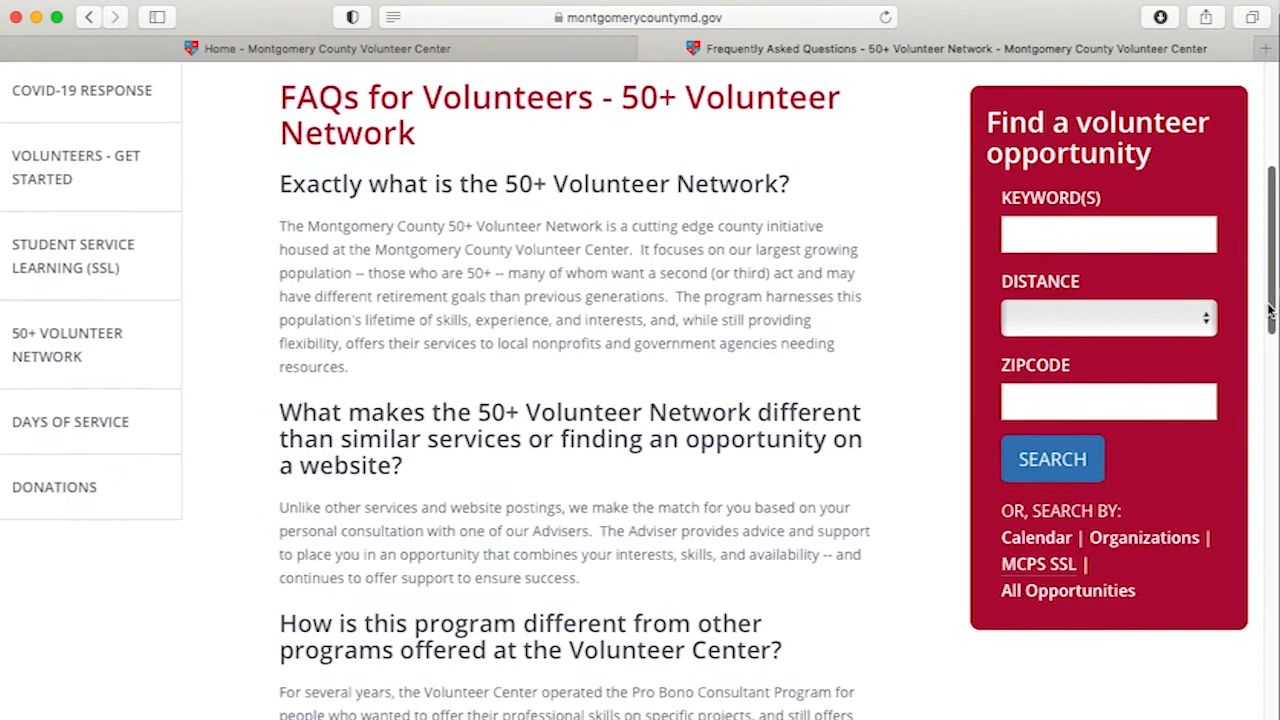 montgomerycountymd.gov
Home - Montgomery County Volunteer Center
Frequently Asked Questions - 50+ Volunteer Network - Montgomery County Volunteer Center
COVID-19 RESPONSE
VOLUNTEERS - GET
STARTED
STUDENT SERVICE
LEARNING (SSL)
50+ VOLUNTEER
NETWORK
DAYS OF SERVICE
DONATIONS
FAQs for Volunteers - 50+ Volunteer
Network
Exactly what is the 50+ Volunteer Network?
The Montgomery County 50+ Volunteer Network is a cutting edge county initiative
housed at the Montgomery County Volunteer Center.  It focuses on our largest growing
population -- those who are 50+ -- many of whom want a second (or third) act and may
have different retirement goals than previous generations.  The program harnesses this
population's lifetime of skills, experience, and interests, and, while still providing
flexibility, offers their services to local nonprofits and government agencies needing
resources.
What makes the 50+ Volunteer Network different
than similar services or finding an opportunity on
a website?
Unlike other services and website postings, we make the match for you based on your
personal consultation with one of our Advisers.  The Adviser provides advice and support
to place you in an opportunity that combines your interests, skills, and availability -- and
continues to offer support to ensure success.
How is this program different from other
programs offered at the Volunteer Center?
For several years, the Volunteer Center operated the Pro Bono Consultant Program for
people who wanted to offer their professional skills on specific projects, and still offers
Find a volunteer
opportunity
KEYWORD(S)
DISTANCE
ZIPCODE
SEARCH
OR, SEARCH BY:
Calendar | Organizations |
MCPS SSL |
All Opportunities